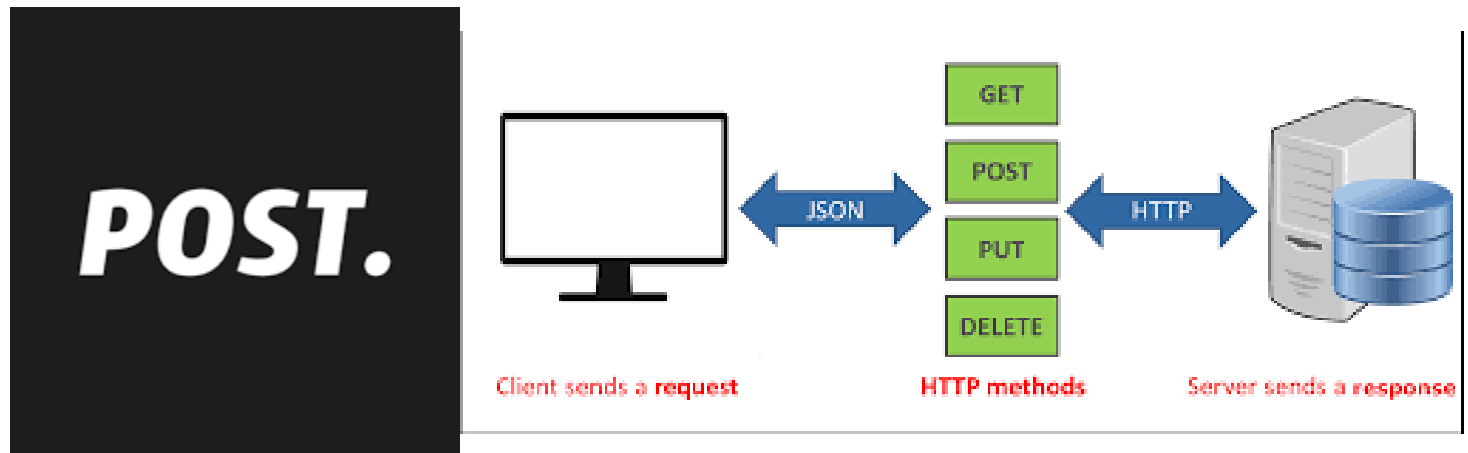 POST.
GET
POST
PUT
DELETE
JSON
HTTP
Client sends a request
HTTP methods
Server sends a response